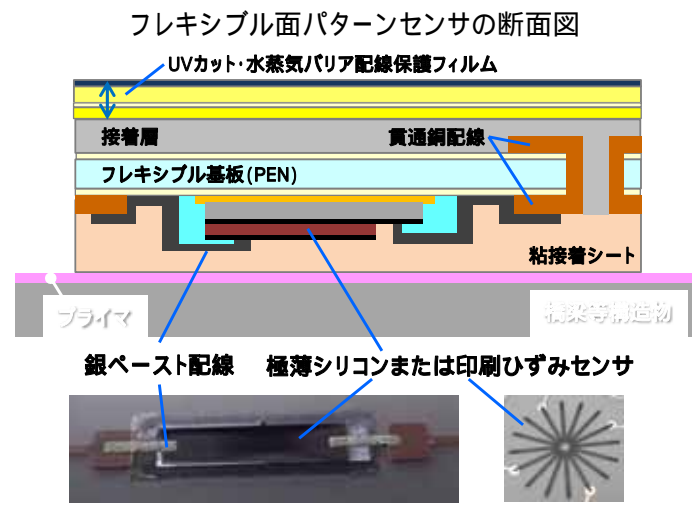 フレキシブル面パターンセンサの断面図
UVカット・水蒸気バリア配線保護フィルム
接着層
貫通銅配線
フレキシブル基板(PEN)
粘接着シート
プライマ
橋梁等構造物
銀ペースト配線
極薄シリコンまたは印刷ひずみセンサ